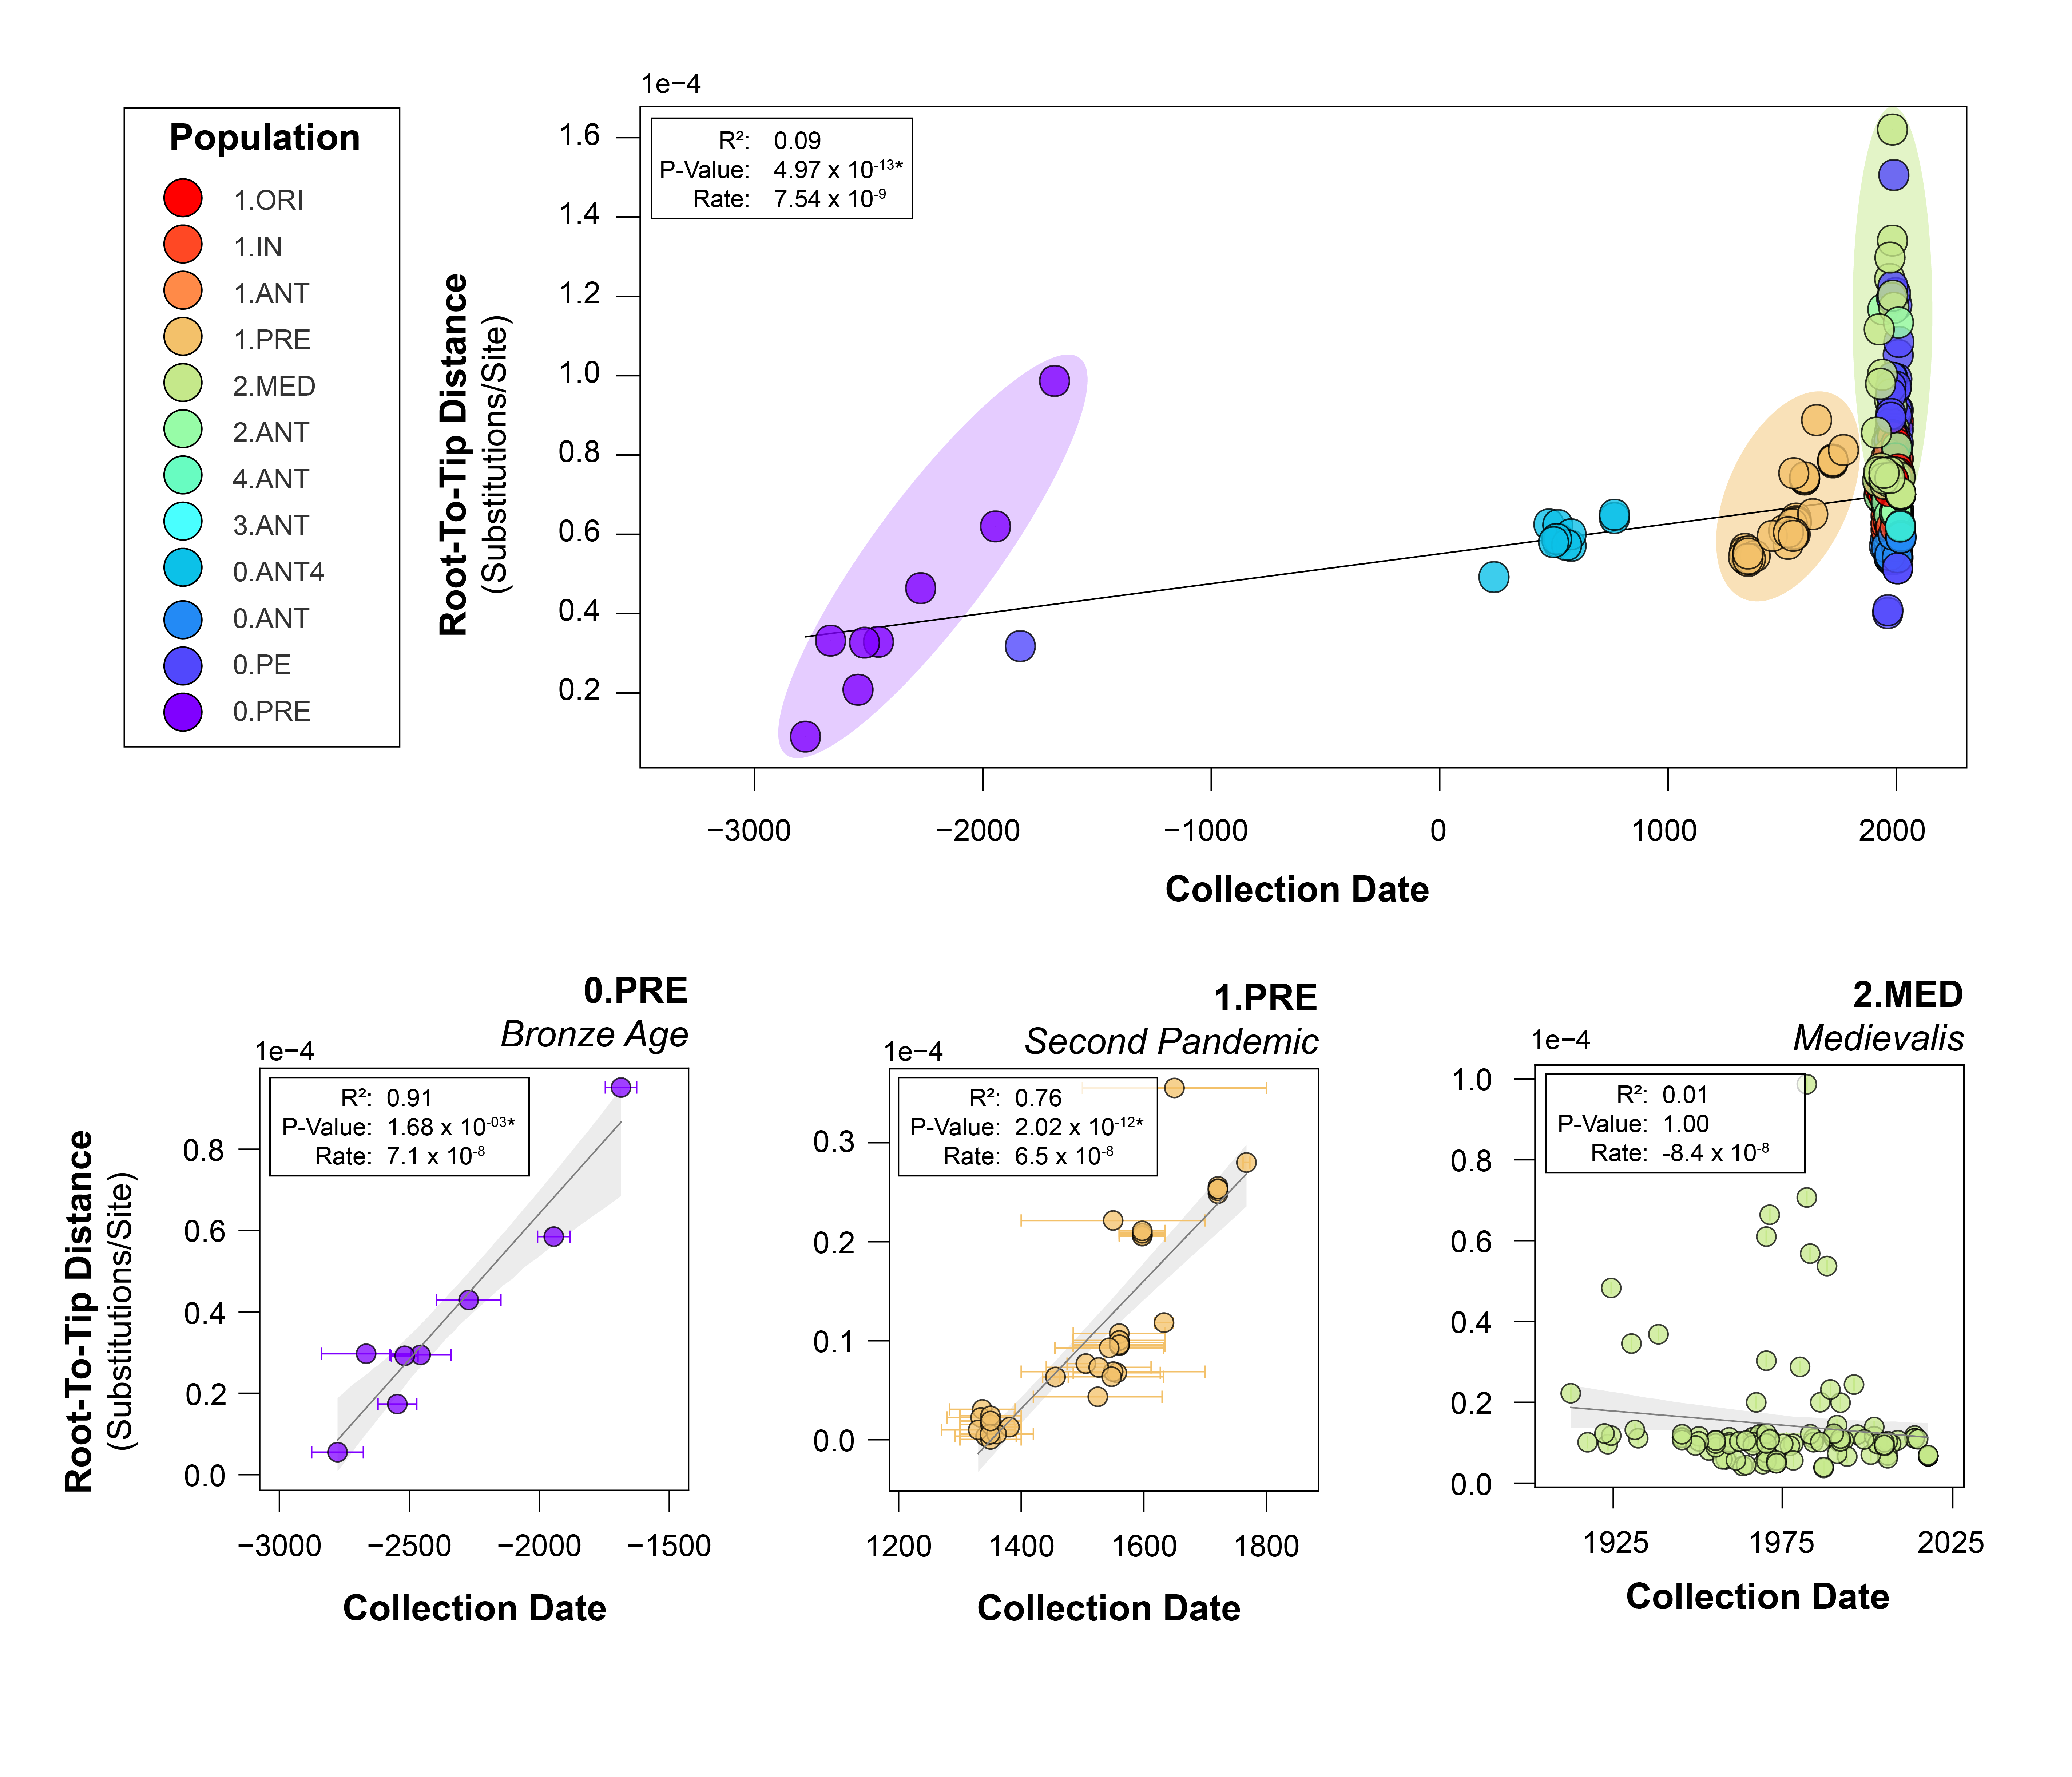 Population
1.ORI
1.IN
1.ANT
1.PRE
2.MED
2.ANT
4.ANT
3.ANT
0.ANT4
0.ANT
0.PE
0.PRE
1e−4
R²: 0.09
P-Value: 4.97 x 10⁻¹³*
Rate: 7.54 x 10⁻⁹
Root-To-Tip Distance
(Substitutions/Site)
1.6
1.4
1.2
1.0
0.8
0.6
0.4
0.2
−3000 −2000 −1000 0 1000 2000
Collection Date
0.PRE
Bronze Age
1e−4
R²: 0.91
P-Value: 1.68 x 10⁻⁰³*
Rate: 7.1 x 10⁻⁸
Root-To-Tip Distance
(Substitutions/Site)
0.8
0.6
0.4
0.2
0.0
−3000 −2500 −2000 −1500
Collection Date
1.PRE
Second Pandemic
1e−4
R²: 0.76
P-Value: 2.02 x 10⁻¹²*
Rate: 6.5 x 10⁻⁸
0.3
0.2
0.1
0.0
1200 1400 1600 1800
Collection Date
2.MED
Medievalis
1e−4
R²: 0.01
P-Value: 1.00
Rate: -8.4 x 10⁻⁸
1.0
0.8
0.6
0.4
0.2
0.0
1925 1975 2025
Collection Date